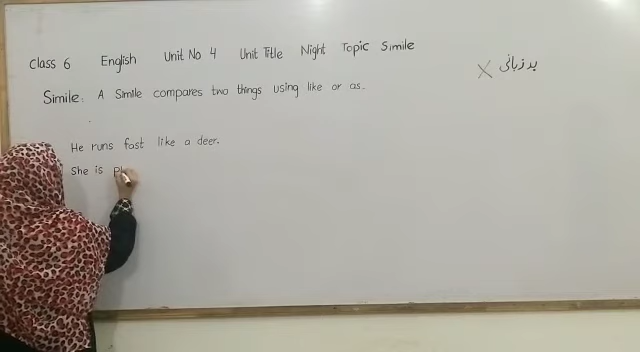 Class 6 English Unit No 4 Unit Title Night Topic Simile
بدزبانی X
Simile: A Simile compares two things using like or as.
He runs fast like a deer.
She is